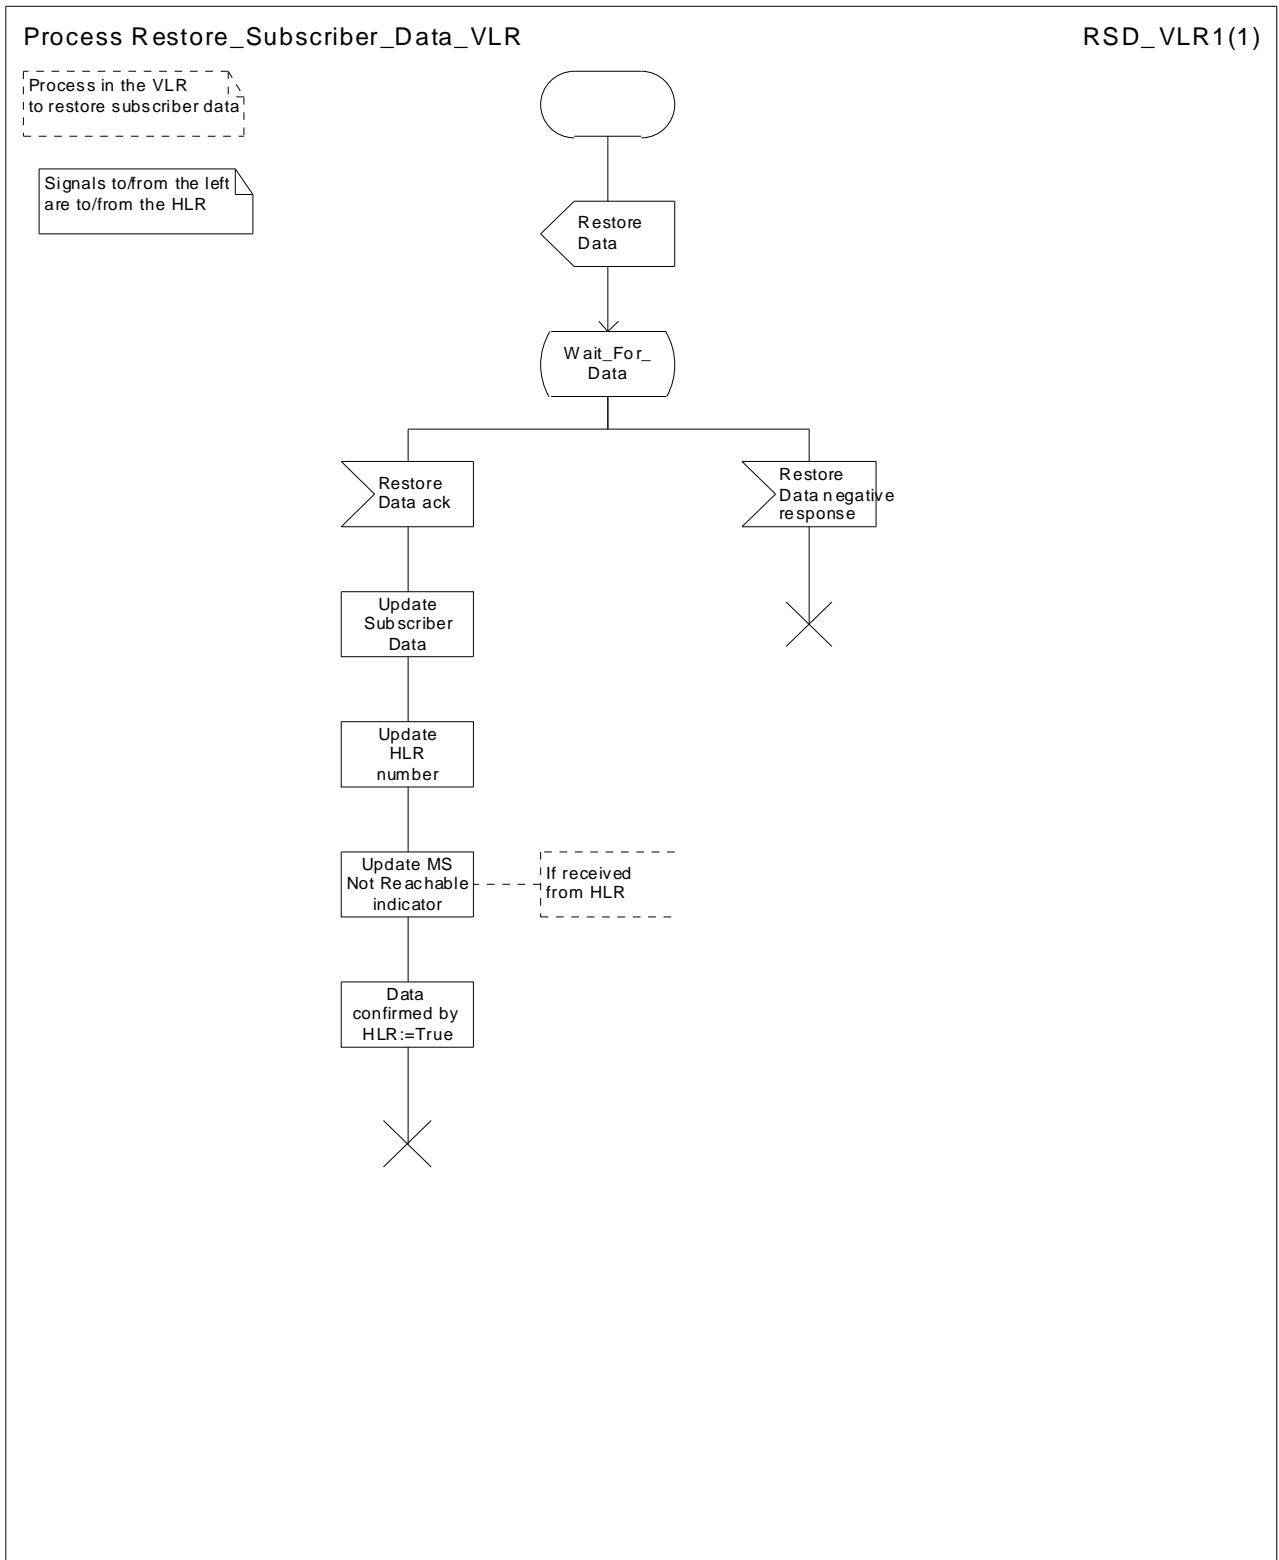 Process Restore_Subscriber_Data_VLR
RSD_VLR1(1)
Process in the VLR
to restore subscriber data
Signals to/from the left
are to/from the HLR
Restore
Data
Wait_For_
Data
Restore
Data ack
Restore
Data negative
response
Update
Subscriber
Data
Update
HLR
number
Update MS
Not Reachable
indicator
If received
from HLR
Data
confirmed by
HLR:=True